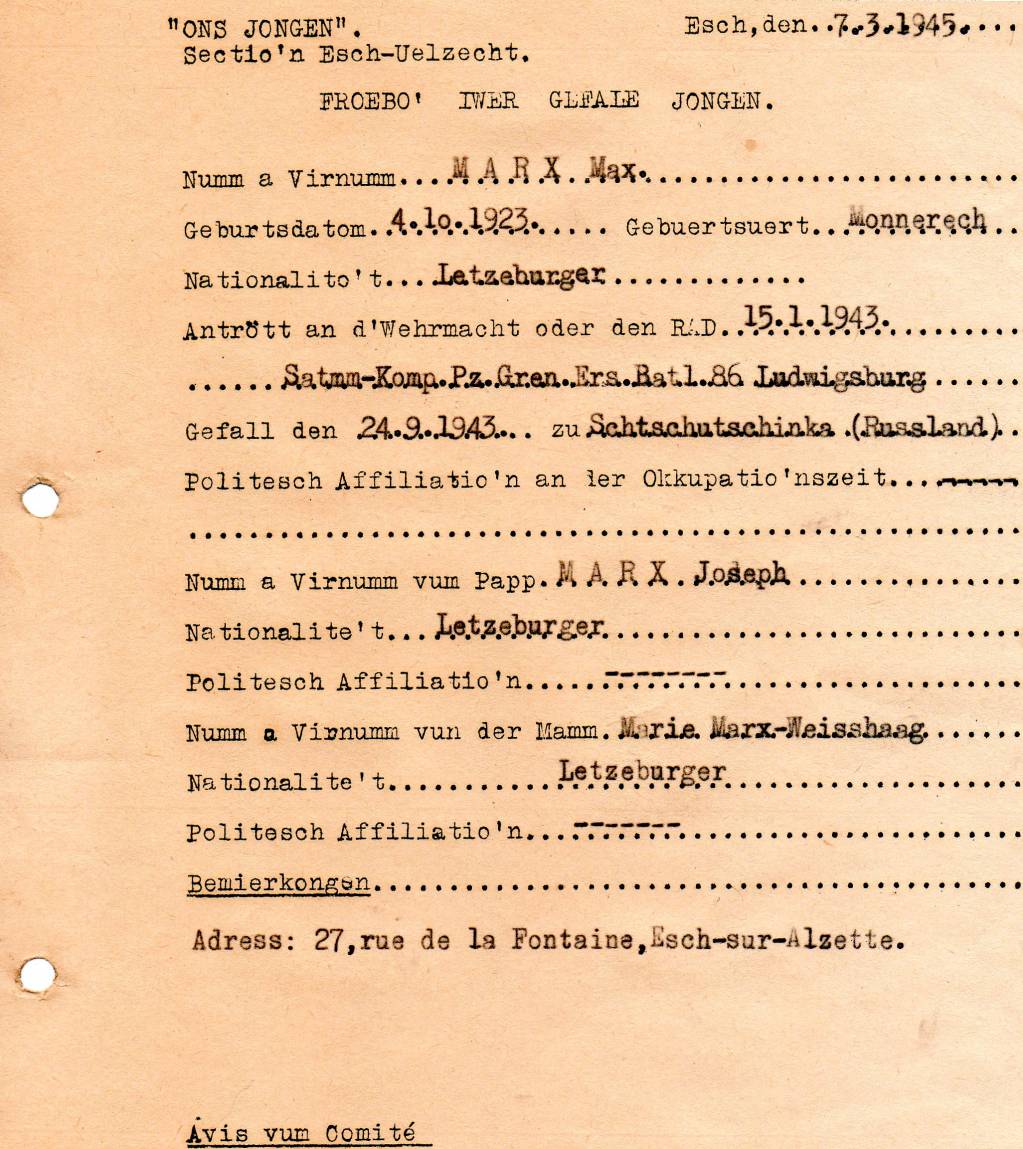 "ONS JONGEN". Esch,den..7.3.1945.....
Sectio'n Esch-Uelzecht.
FROEBO' IWER GEFALE JONGEN.
Numm a Virnumm....M A R X Max.............................
Geburtsdatom..4.10.1923....... Gebuertsuert..Monnerech..
Nationalito't....Letzeburger.............
Antrött an d'Wehrmacht oder den RAD..15.1.1943...........
......Satmm-Komp.Pz.Gren.Ers.Batl.86 Ludwigsburg......
Gefall den .24.9.1943... zu Schtschutschinka (Russland)..
Politesch Affiliatio'n an der Okkupatio'nszeit...-------
.......................................................
Numm a Virnumm vum Papp. M A R X . Joseph...............
Nationalite't... Letzeburger.............................
Politesch Affiliatio'n.....--------.......................
Numm a Virnumm vun der Mamm. Marie Marx-Weisshaag.......
Nationalite't...........Letzeburger.......................
Politesch Affiliatio'n...-------..........................
Bemierkongen...........................................
Adress: 27,rue de la Fontaine,Esch-sur-Alzette.
Avis vum Comité